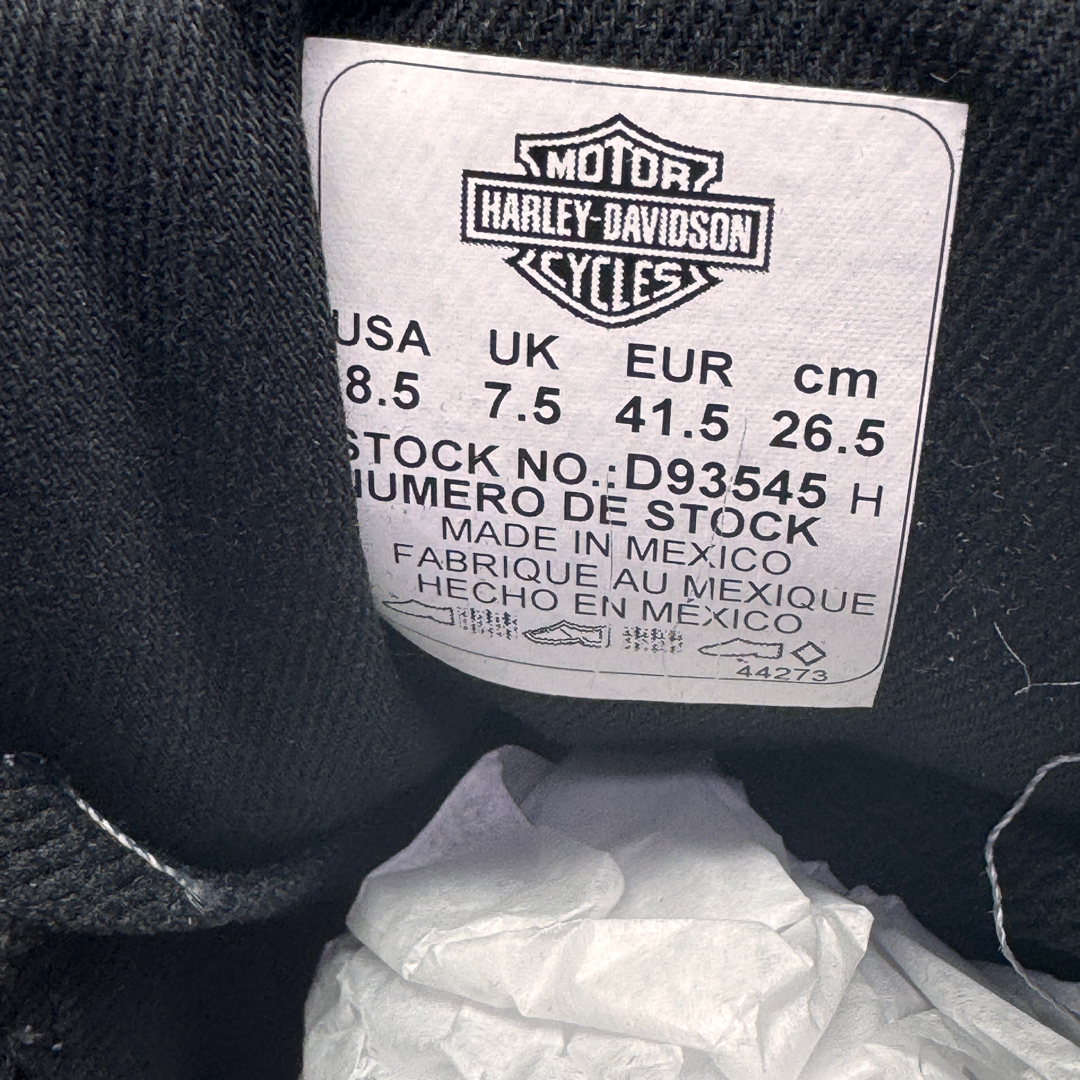 MOTOR
HARLEY-DAVIDSON
CYCLES
USA UK EUR cm
8.5 7.5 41.5 26.5
STOCK NO.:D93545 H
NUMERO DE STOCK
MADE IN MEXICO
FABRIQUE AU MEXIQUE
HECHO EN MÉXICO
44273